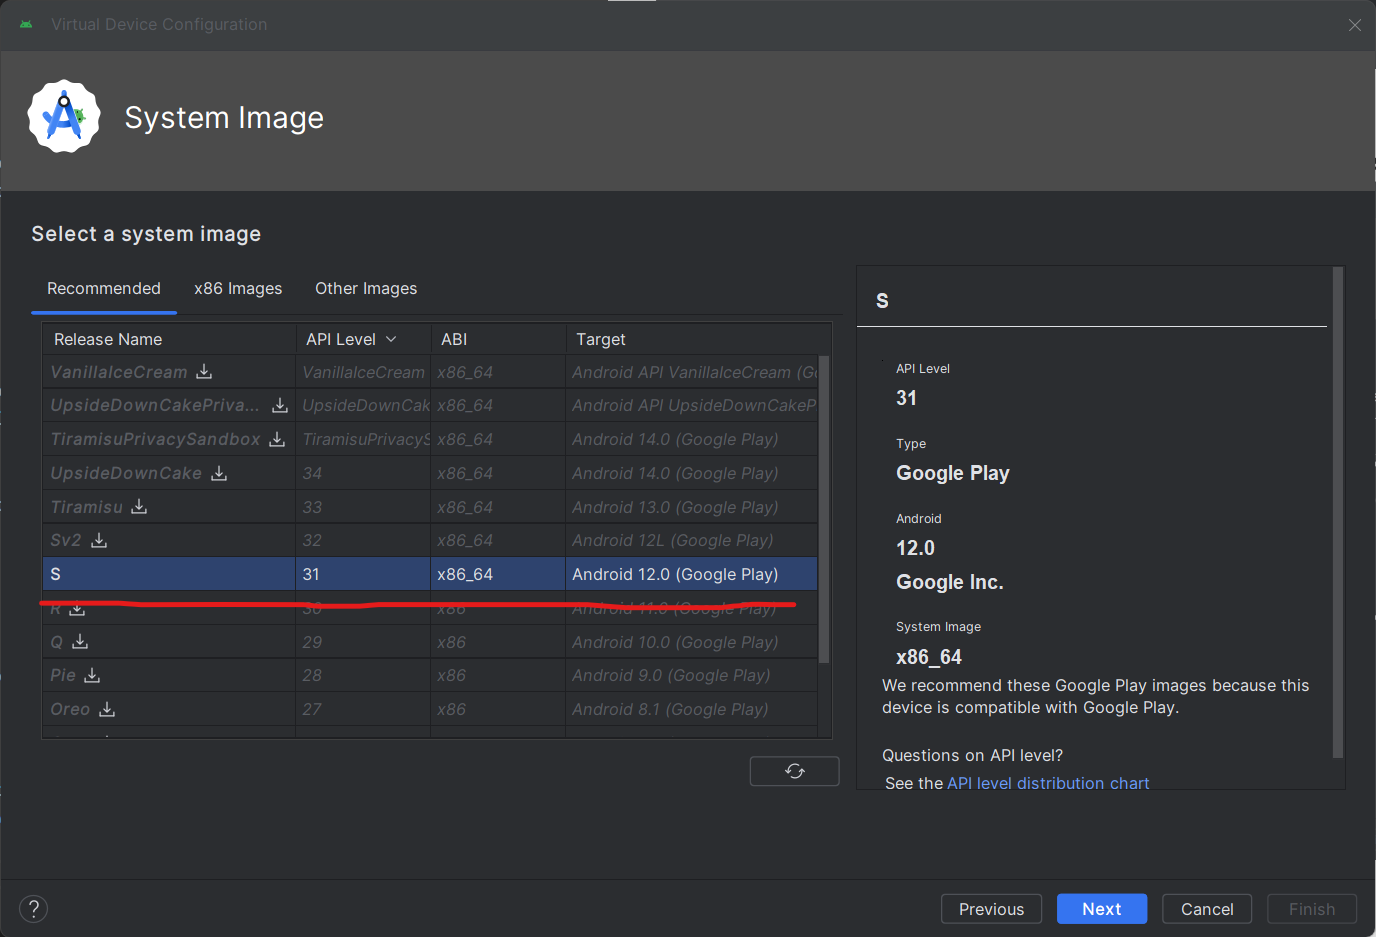 Virtual Device Configuration
System Image
Select a system image
Recommended x86 Images Other Images
Release Name API Level ABI Target
VanillaIceCream VanillaIceCream x86_64 Android API VanillaIceCream (Go
UpsideDownCakePriva... UpsideDownCak x86_64 Android API UpsideDownCakeP
TiramisuPrivacySandbox TiramisuPrivacyS x86_64 Android 14.0 (Google Play)
UpsideDownCake 34 x86_64 Android 14.0 (Google Play)
Tiramisu 33 x86_64 Android 13.0 (Google Play)
Sv2 32 x86_64 Android 12L (Google Play)
S 31 x86_64 Android 12.0 (Google Play)
R 30 x86 Android 11.0 (Google Play)
Q 29 x86 Android 10.0 (Google Play)
Pie 28 x86 Android 9.0 (Google Play)
Oreo 27 x86 Android 8.1 (Google Play)
S
API Level
31
Type
Google Play
Android
12.0
Google Inc.
System Image
x86_64
We recommend these Google Play images because this
device is compatible with Google Play.
Questions on API level?
See the API level distribution chart
?
Previous Next Cancel Finish